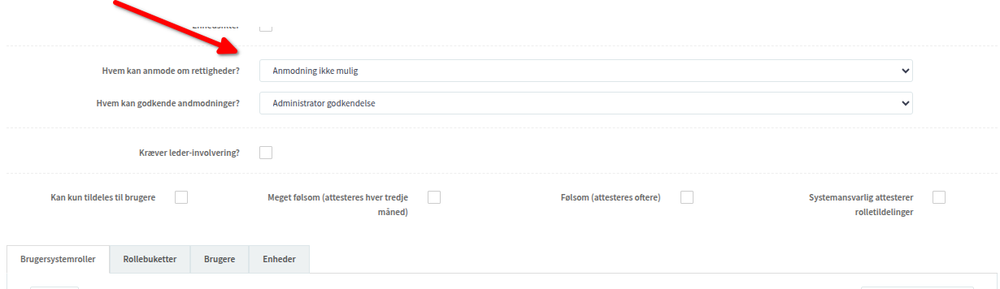 Hvem kan anmode om rettigheder?
Anmodning ikke mulig
Hvem kan godkende andmodninger?
Administrator godkendelse
Kræver leder-involvering?
Kan kun tildeles til brugere
Meget følsom (attesteres hver tredje
måned)
Følsom (attesteres oftere)
Systemansvarlig attesterer
rolletildelinger
Brugersystemroller
Rollebuketter
Brugere
Enheder